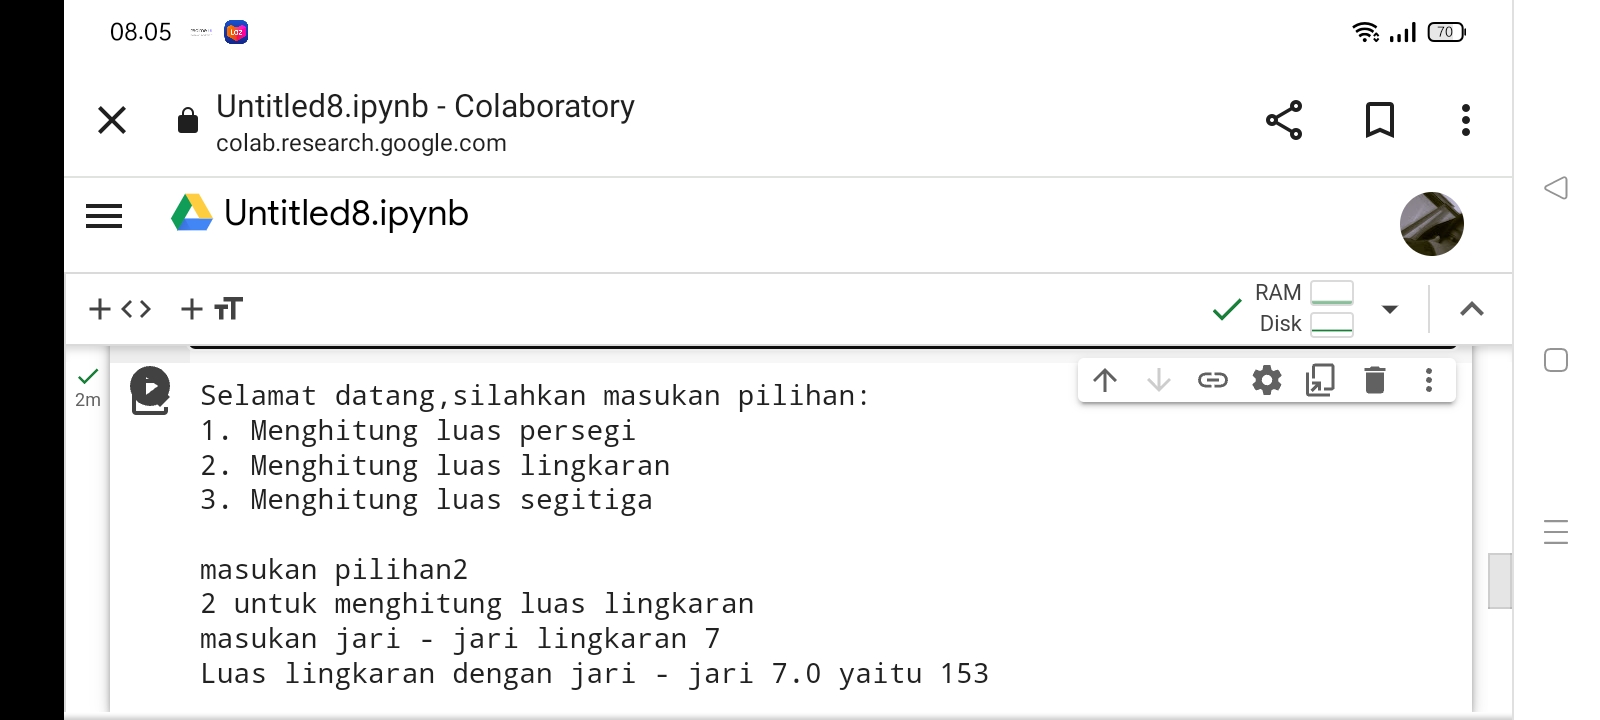 08.05
70
Untitled8.ipynb - Colaboratory
colab.research.google.com
Untitled8.ipynb
RAM
Disk
2m
Selamat datang,silahkan masukan pilihan:
1. Menghitung luas persegi
2. Menghitung luas lingkaran
3. Menghitung luas segitiga
masukan pilihan2
2 untuk menghitung luas lingkaran
masukan jari - jari lingkaran 7
Luas lingkaran dengan jari - jari 7.0 yaitu 153